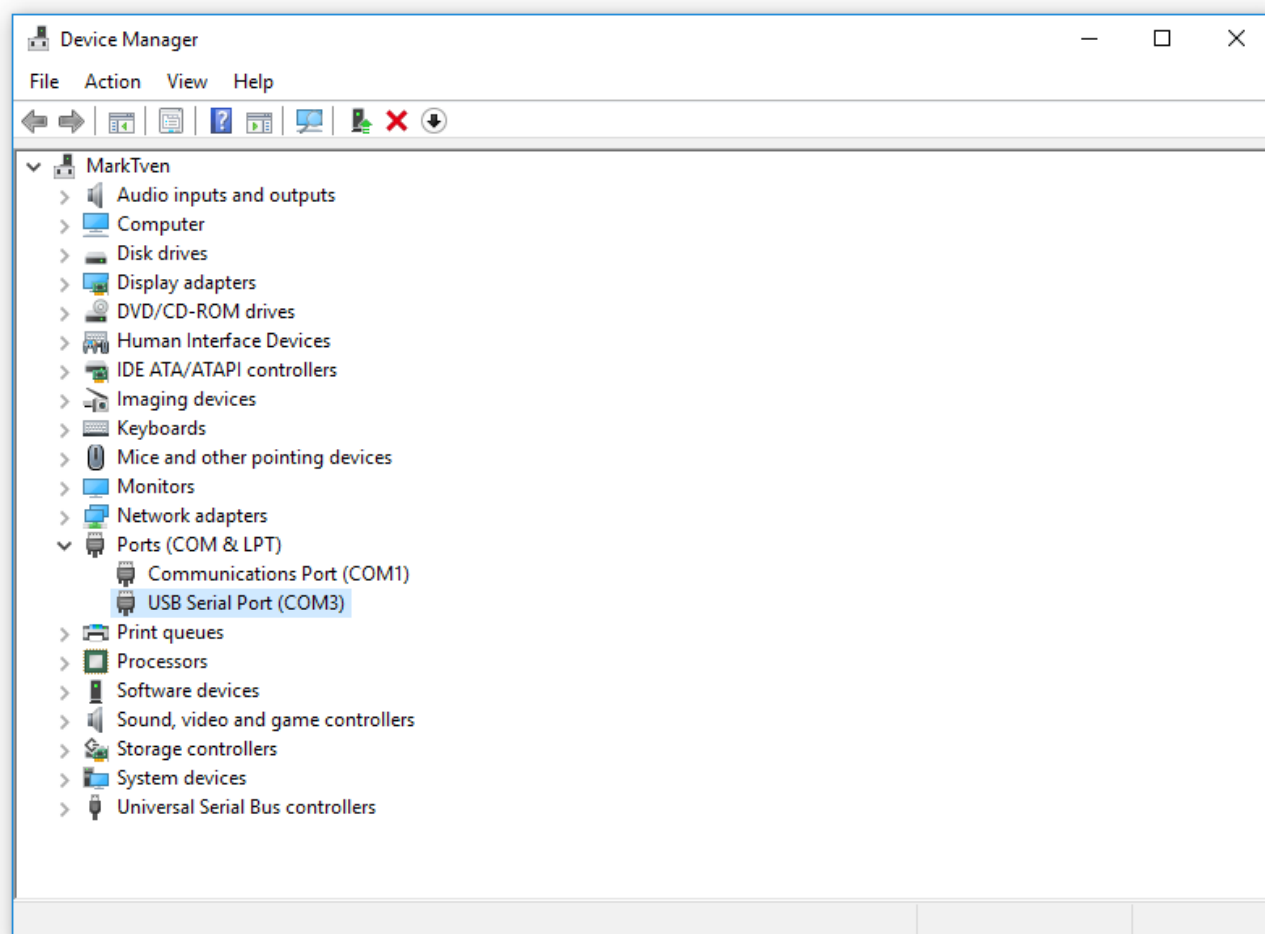 Device Manager
File Action View Help
MarkTven
Audio inputs and outputs
Computer
Disk drives
Display adapters
DVD/CD-ROM drives
Human Interface Devices
IDE ATA/ATAPI controllers
Imaging devices
Keyboards
Mice and other pointing devices
Monitors
Network adapters
Ports (COM & LPT)
Communications Port (COM1)
USB Serial Port (COM3)
Print queues
Processors
Software devices
Sound, video and game controllers
Storage controllers
System devices
Universal Serial Bus controllers